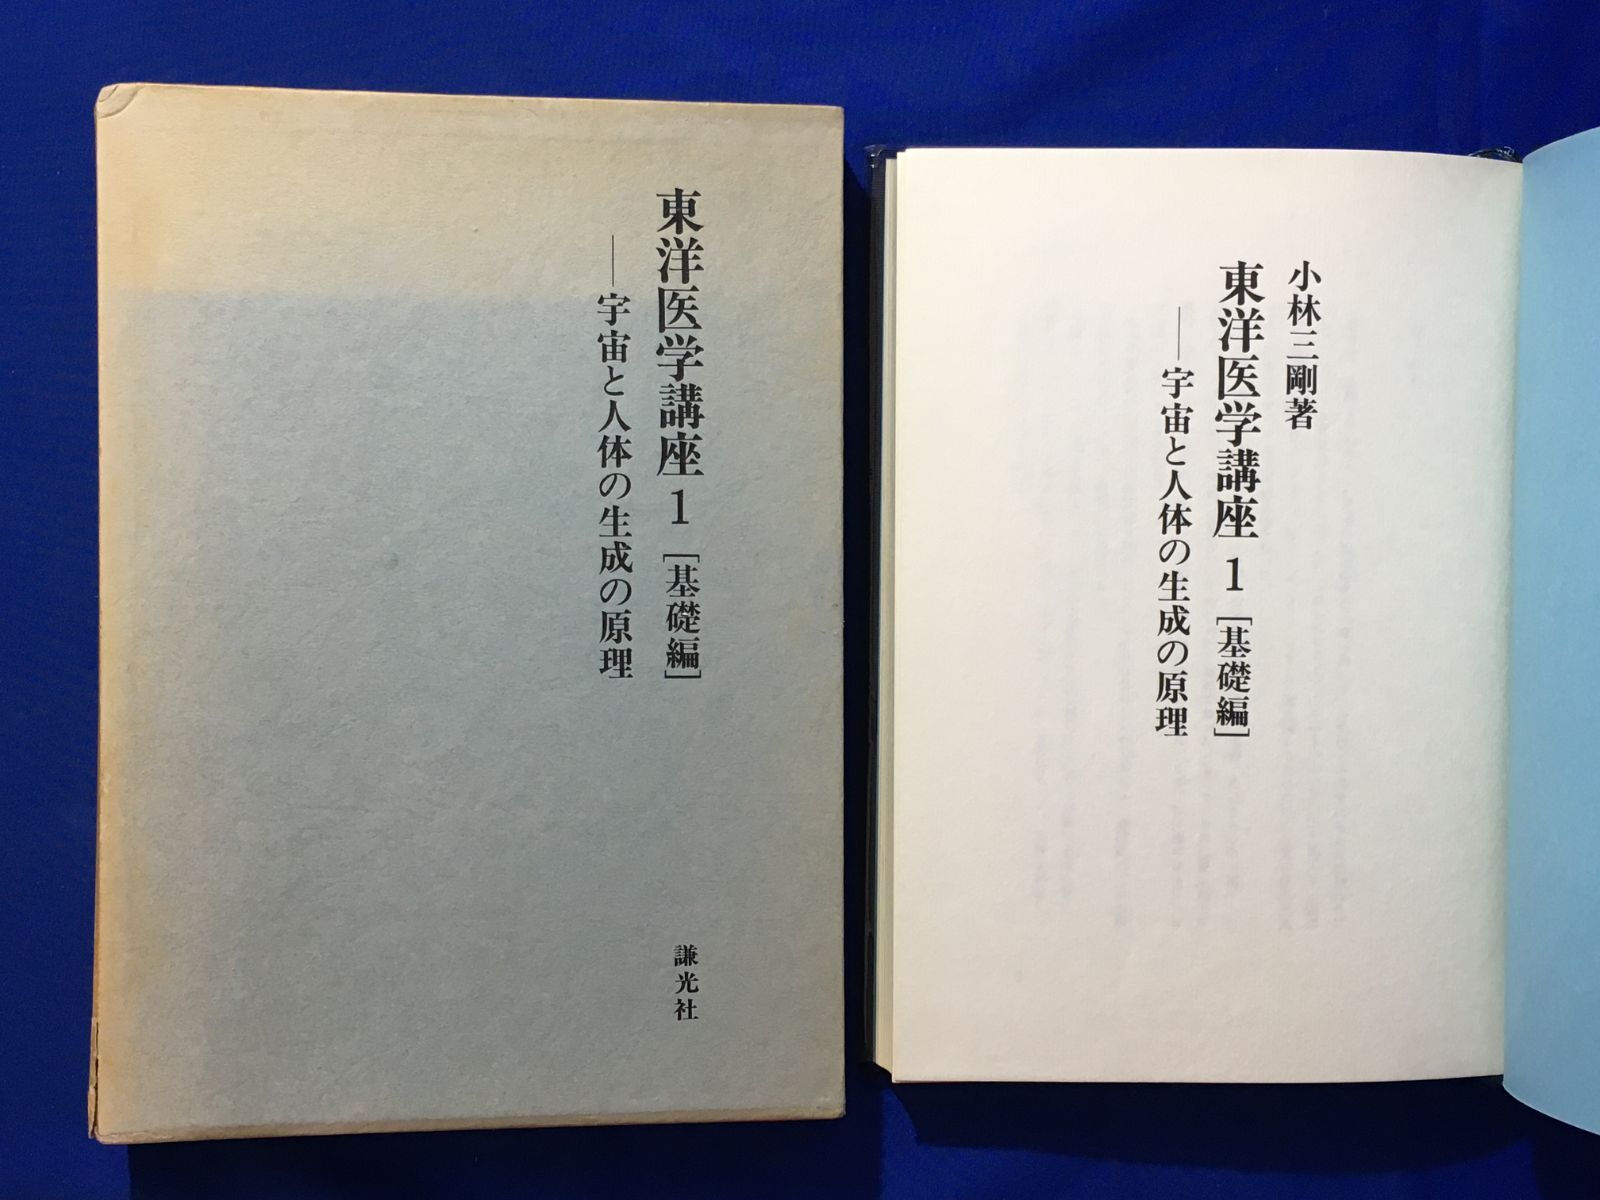 東洋医学講座 1 [基礎編]
―宇宙と人体の生成の原理
謙光社
小林三剛著
東洋医学講座 1 [基礎編]
―宇宙と人体の生成の原理